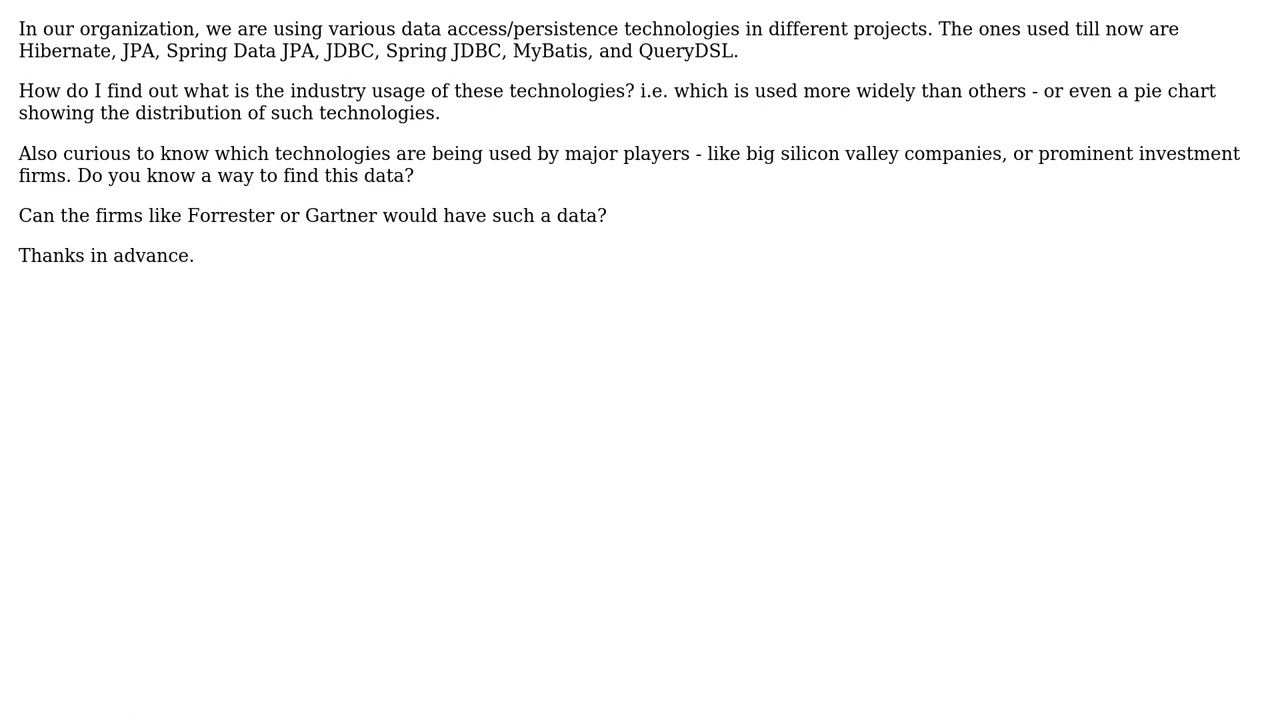 In our organization, we are using various data access/persistence technologies in different projects. The ones used till now are
Hibernate, JPA, Spring Data JPA, JDBC, Spring JDBC, MyBatis, and QueryDSL.
How do I find out what is the industry usage of these technologies? i.e. which is used more widely than others - or even a pie chart
showing the distribution of such technologies.
Also curious to know which technologies are being used by major players - like big silicon valley companies, or prominent investment
firms. Do you know a way to find this data?
Can the firms like Forrester or Gartner would have such a data?
Thanks in advance.